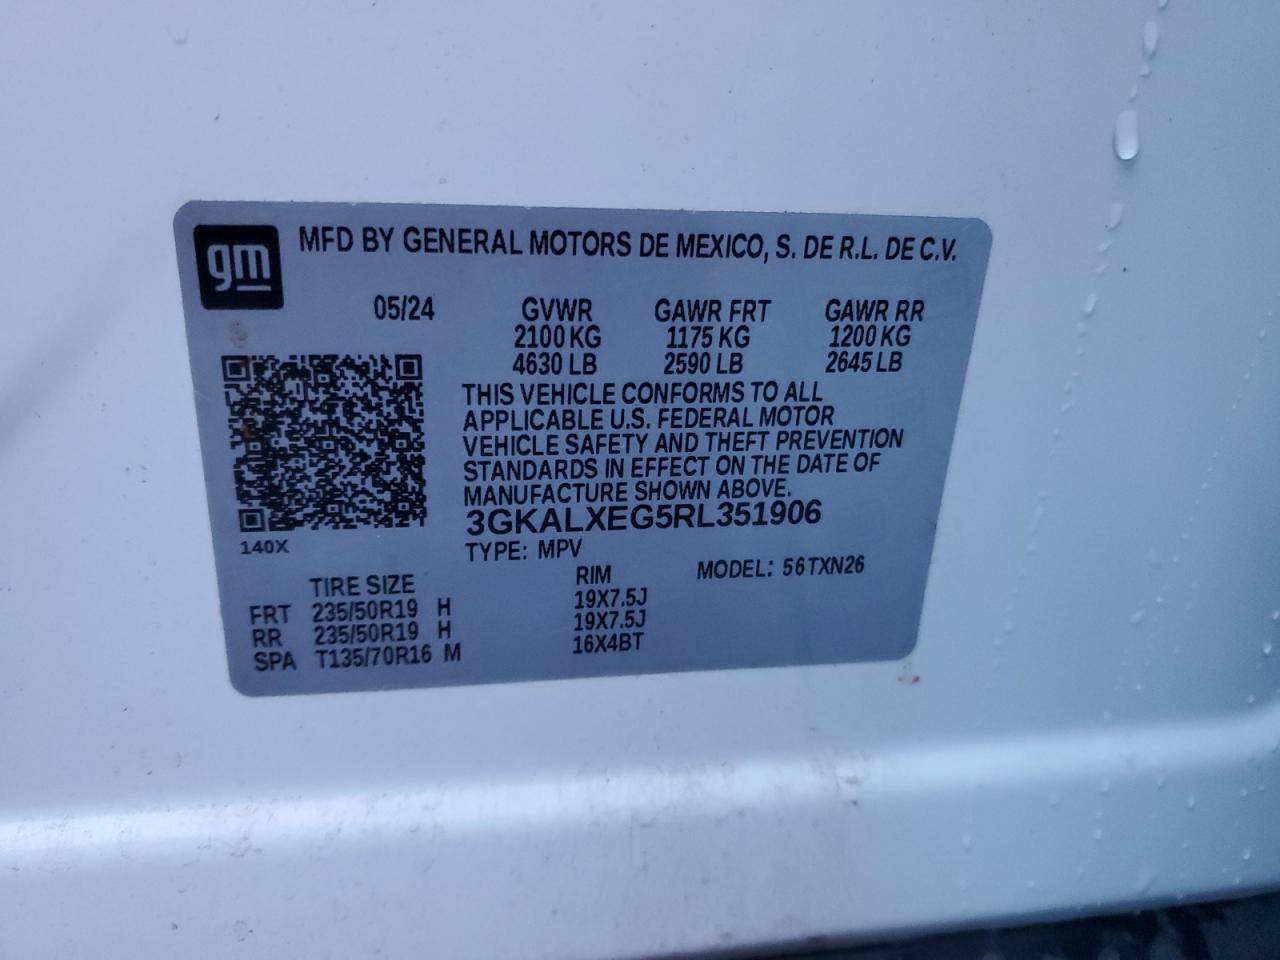 gm MFD BY GENERAL MOTORS DE MEXICO, S. DE R.L. DE C.V.
05/24 GVWR GAWR FRT GAWR RR
2100 KG 1175 KG 1200 KG
4630 LB 2590 LB 2645 LB
THIS VEHICLE CONFORMS TO ALL
APPLICABLE U.S. FEDERAL MOTOR
VEHICLE SAFETY AND THEFT PREVENTION
STANDARDS IN EFFECT ON THE DATE OF
MANUFACTURE SHOWN ABOVE.
3GKALXEG5RL351906
140X
TYPE: MPV MODEL: 56TXN26
TIRE SIZE RIM
FRT 235/50R19 H 19X7.5J
RR 235/50R19 H 19X7.5J
SPA T135/70R16 M 16X4BT